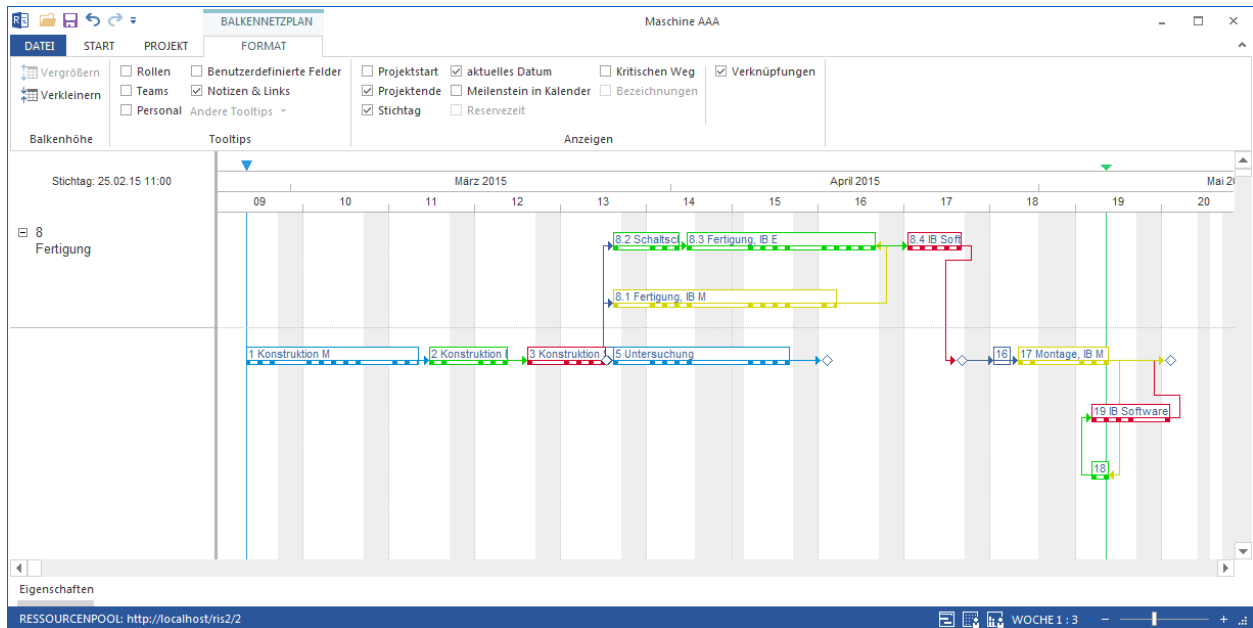 BALKENNETZPLAN
Maschine AAA
DATEI START PROJEKT FORMAT
Vergrößern
Verkleinern
Balkenhöhe
Rollen Benutzerdefinierte Felder
Teams Notizen & Links
Personal Andere Tooltips
Tooltips
Projektstart aktuelles Datum Kritischen Weg Verknüpfungen
Projektende Meilenstein in Kalender Bezeichnungen
Stichtag Reservezeit
Anzeigen
Stichtag: 25.02.15 11:00
März 2015 April 2015 Mai 20
09 10 11 12 13 14 15 16 17 18 19 20
8
Fertigung
8.2 Schaltscl 8.3 Fertigung, IB E 8.4 IB Soft
8.1 Fertigung, IB M
1 Konstruktion M 2 Konstruktion 3 Konstruktion 5 Untersuchung 16 17 Montage, IB M
19 IB Software
18
Eigenschaften
RESSOURCENPOOL: http://localhost/ris2/2 WOCHE 1 : 3